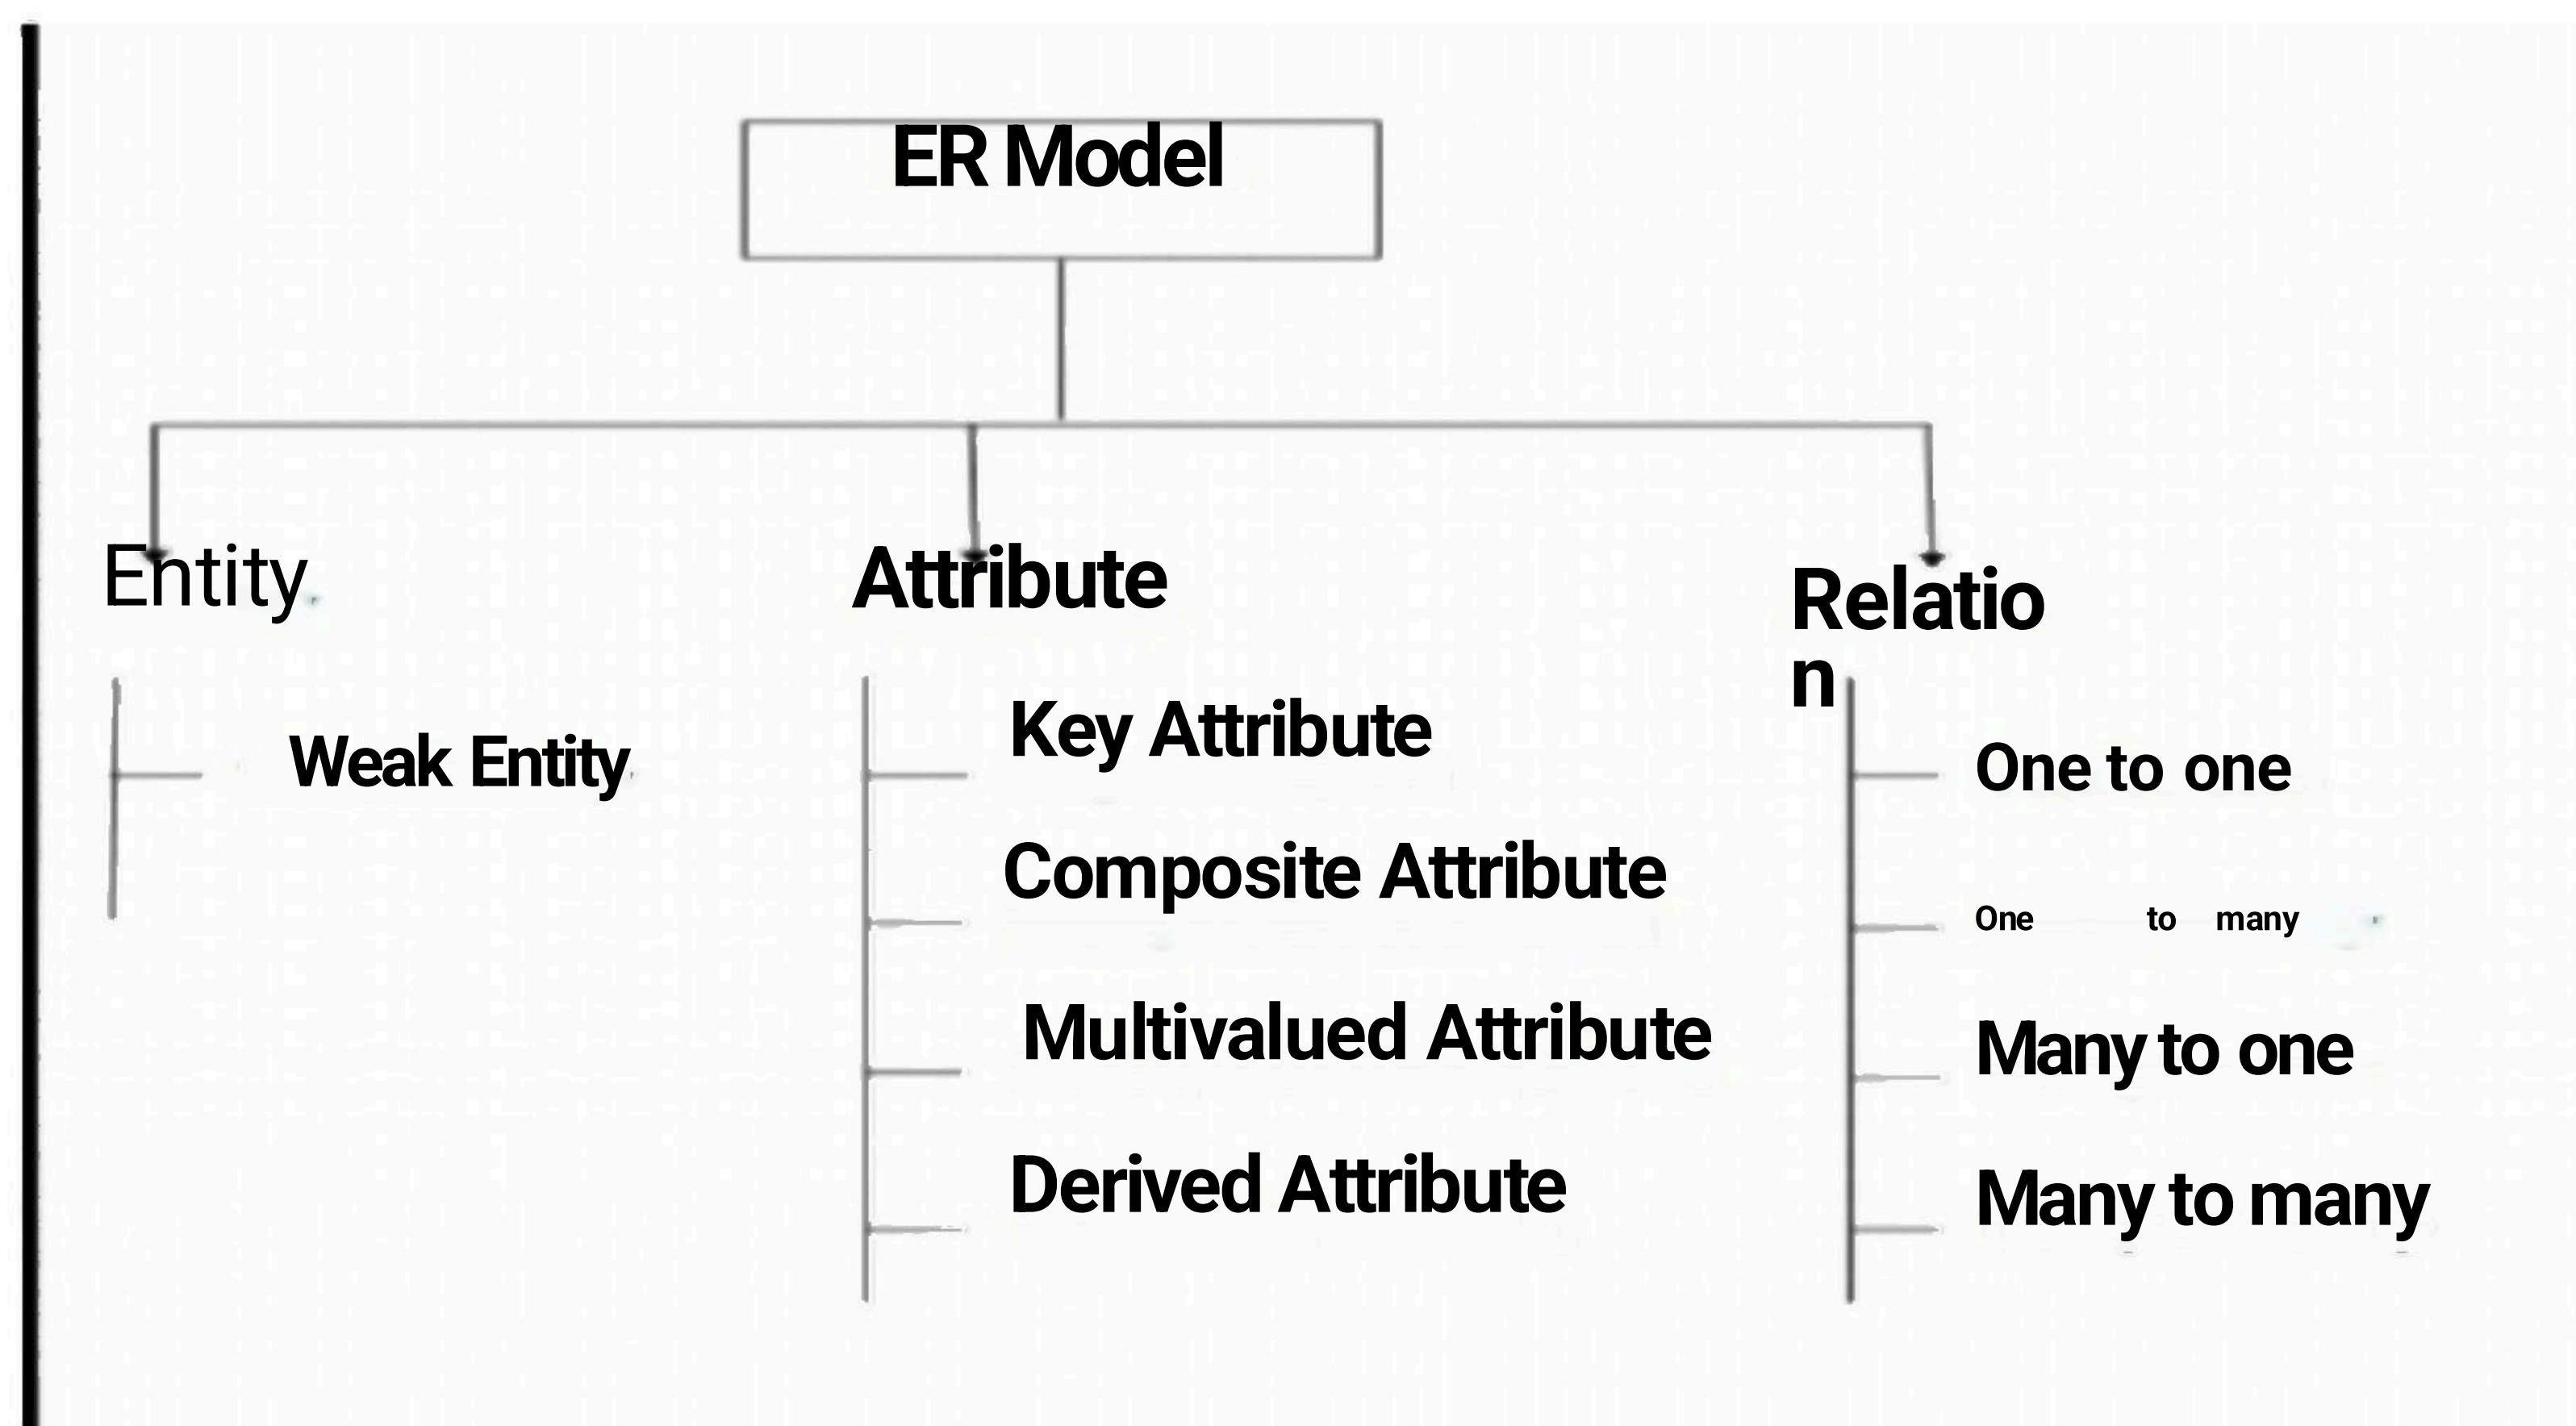 ER Model
Entity
Weak Entity
Attribute
Key Attribute
Composite Attribute
Multivalued Attribute
Derived Attribute
Relatio
n
One to one
One to many
Many to one
Many to many